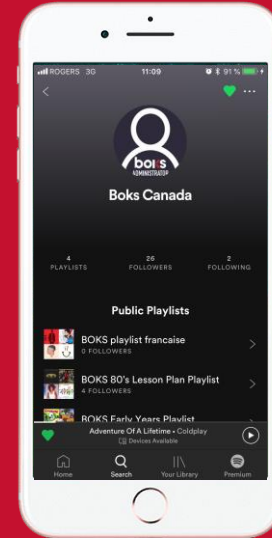 ROGERS 3G 11:09 91 %
boks
ADMINISTRATOR
Boks Canada
4 26 2
PLAYLISTS FOLLOWERS FOLLOWING
Public Playlists
BOKS playlist francaise
0 FOLLOWERS
BOKS 80's Lesson Plan Playlist
4 FOLLOWERS
BOKS Early Years Playlist
Adventure Of A Lifetime • Coldplay
Devices Available
Home Search Your Library Premium